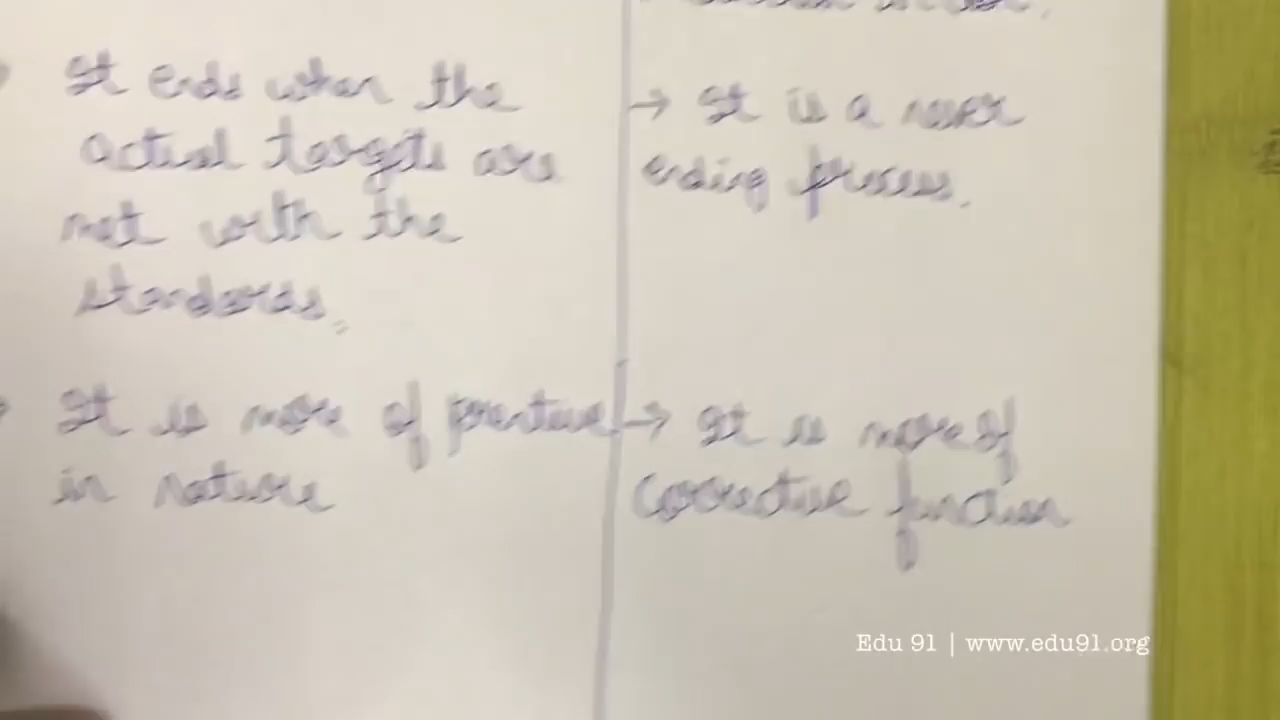 It ends when the
actual targets are
met with the
standards.
It is more of
in nature
→ It is a never
ending process.
→ It is more of
corrective function
Edu 91 | www.edu91.org